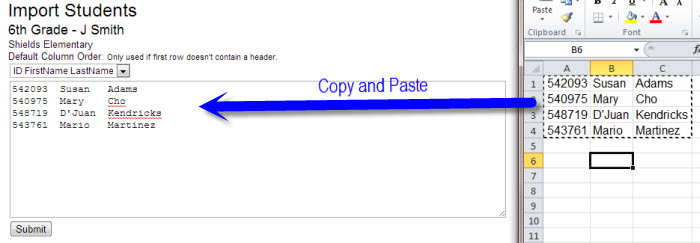 Import Students
6th Grade - J Smith
Shields Elementary
Default Column Order: Only used if first row doesn't contain a header.
ID FirstName LastName
542093 Susan Adams
540975 Mary Cho
548719 D'Juan Kendricks
543761 Mario Martinez
Submit
Copy and Paste
Paste
Clipboard
B I U
Font
B6 fx
A B C
1 542093 Susan Adams
2 540975 Mary Cho
3 548719 D'Juan Kendricks
4 543761 Mario Martinez
5
6
7
8
9
10
11